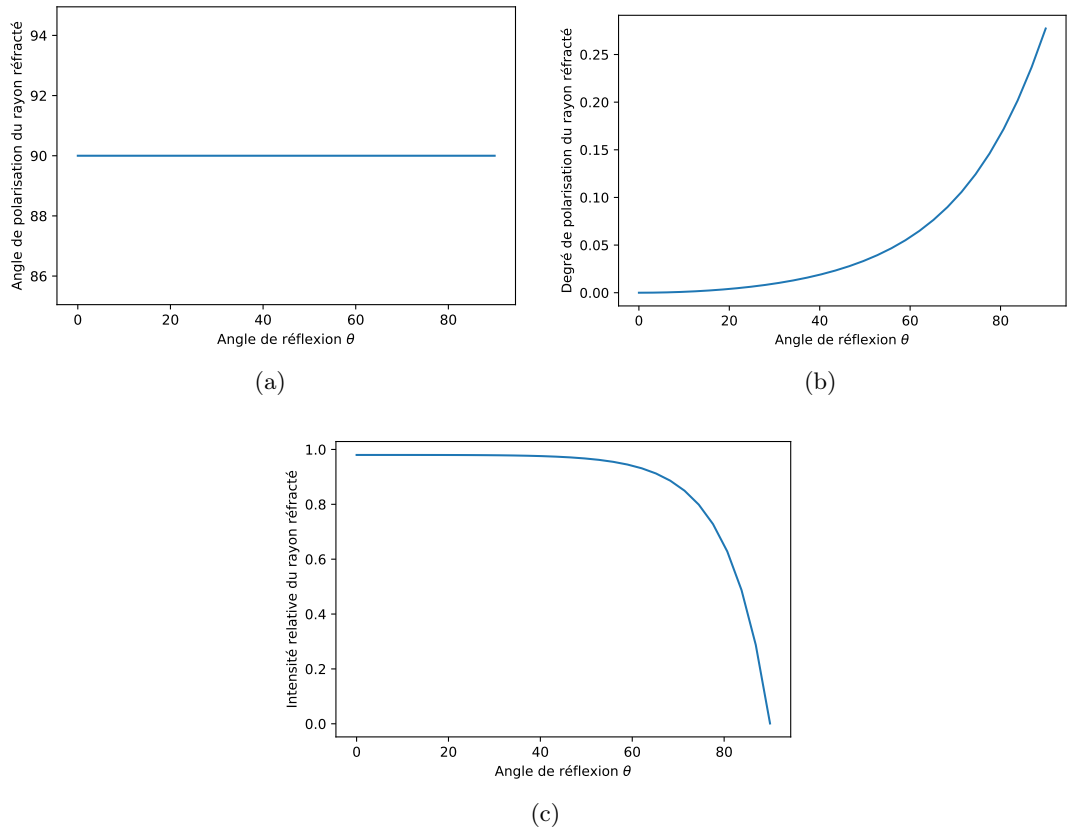 Angle de polarisation du rayon réfracté
94
92
90
88
86
0 20 40 60 80
Angle de réflexion θ
(a)
Degré de polarisation du rayon réfracté
0.25
0.20
0.15
0.10
0.05
0.00
0 20 40 60 80
Angle de réflexion θ
(b)
Intensité relative du rayon réfracté
1.0
0.8
0.6
0.4
0.2
0.0
0 20 40 60 80
Angle de réflexion θ
(c)